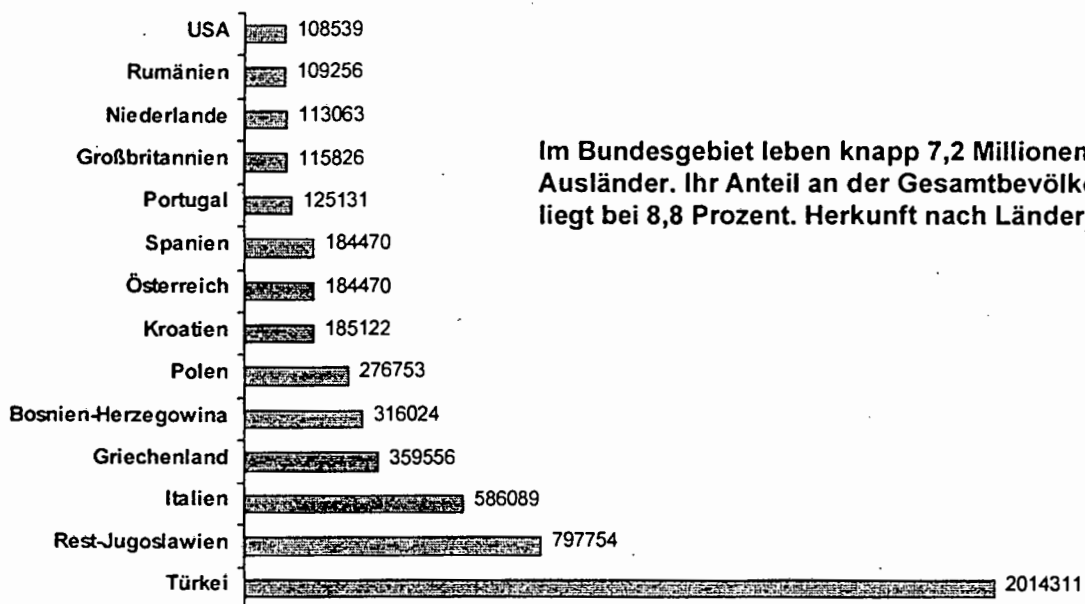 USA 108539
Rumänien 109256
Niederlande 113063
Großbritannien 115826
Portugal 125131
Spanien 184470
Österreich 184470
Kroatien 185122
Polen 276753
Bosnien-Herzegowina 316024
Griechenland 359556
Italien 586089
Rest-Jugoslawien 797754
Türkei 2014311
Im Bundesgebiet leben knapp 7,2 Millionen
Ausländer. Ihr Anteil an der
liegt bei 8,8 Prozent. Herkunft nach